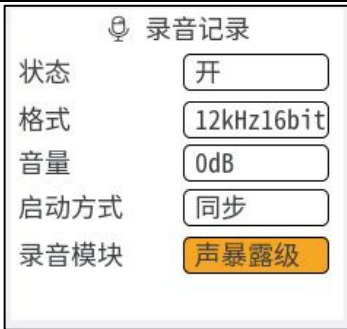 录音记录
状态 开
格式 12kHz16bit
音量 0dB
启动方式 同步
录音模块 声暴露级